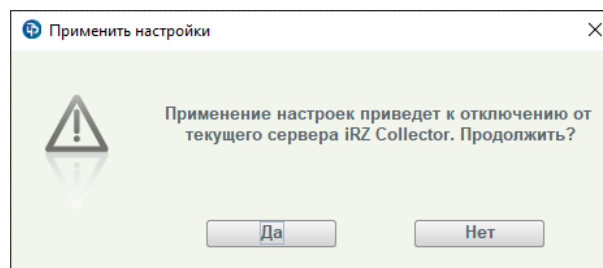 Применить настройки
Применение настроек приведет к отключению от
текущего сервера iRZ Collector. Продолжить?
Да
Нет